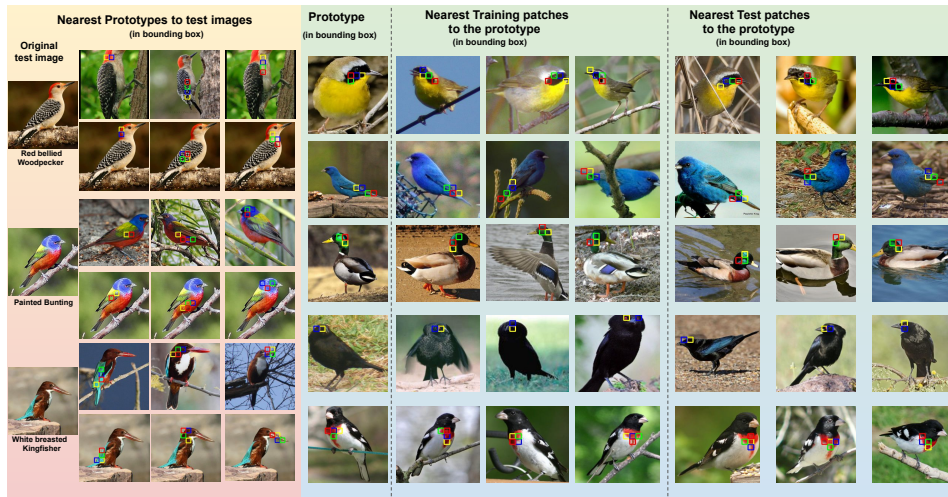 Nearest Prototypes to test images
(in bounding box)
Original
test image
Red bellied
Woodpecker
Painted Bunting
White breasted
Kingfisher
Prototype
(in bounding box)
Nearest Training patches
to the prototype
(in bounding box)
Nearest Test patches
to the prototype
(in bounding box)